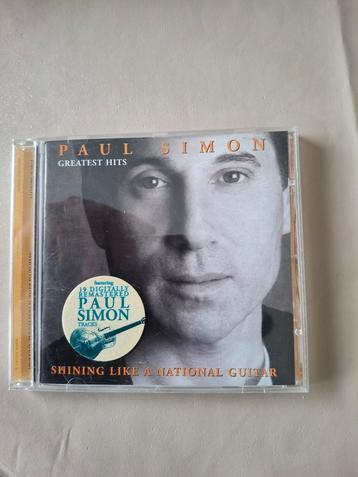 PAUL SIMON
GREATEST HITS
featuring
19 DIGITALLY
REMASTERED
PAUL
SIMON
TRACKS
SHINING LIKE A NATIONAL GUITAR